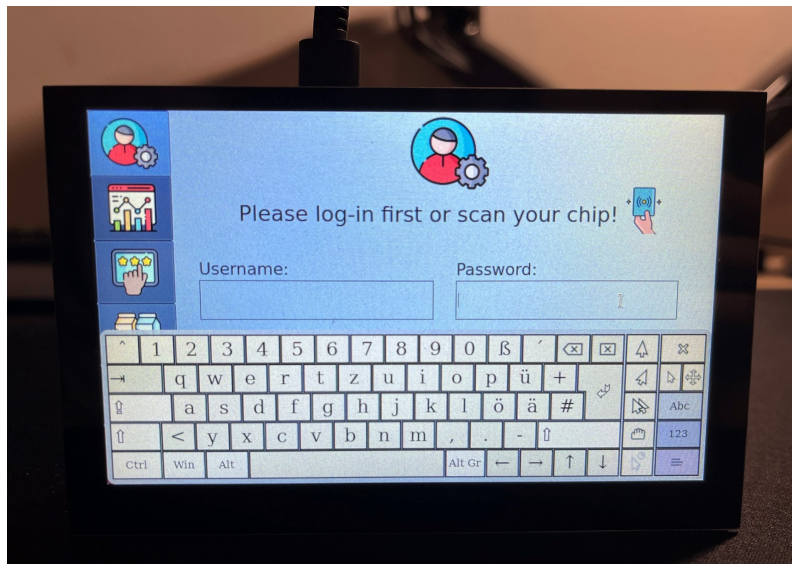 Please log-in first or scan your chip!
Username: Password:
^ 1 2 3 4 5 6 7 8 9 0 ß ´
q w e r t z u i o p ü +
a s d f g h j k l ö ä # Abc
< y x c v b n m , . - 123
Ctrl Win Alt Alt Gr ← → ↑ ↓